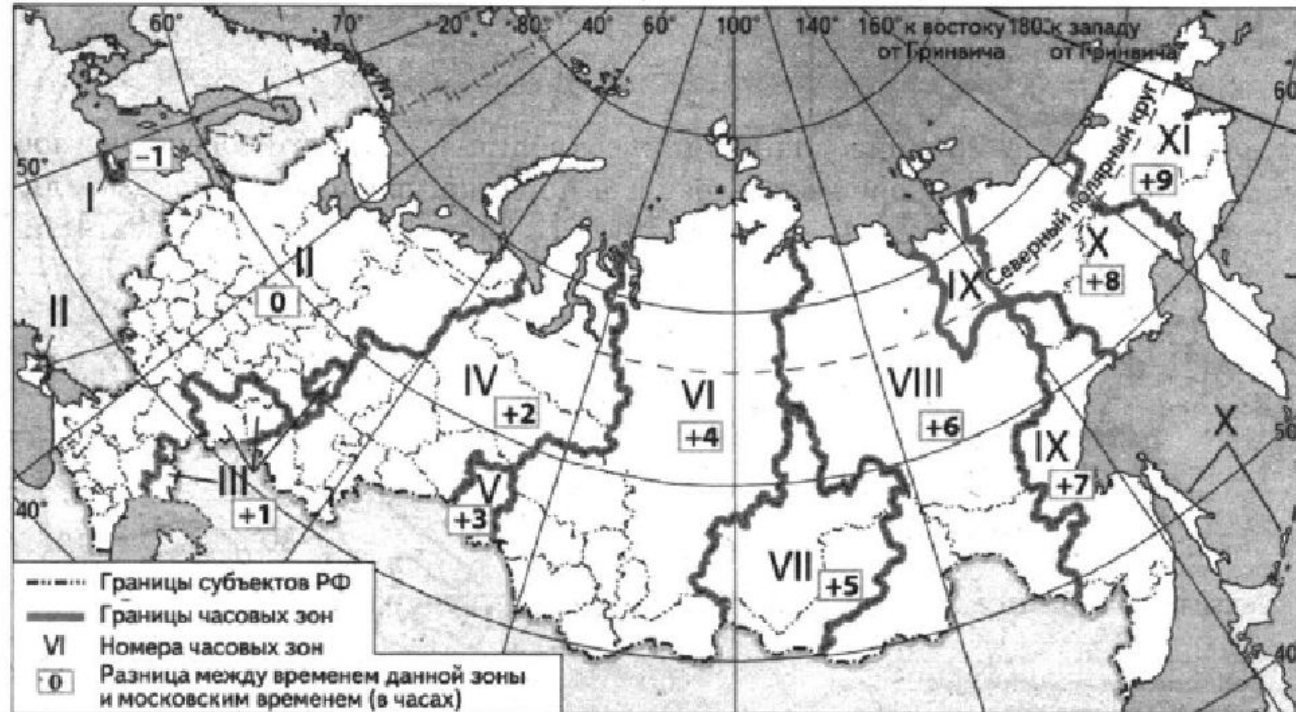 60° 70° 20° 80° 40° 60° 100° 140° 160° к востоку 180° к западу
от Гринвича от Гринвича
60
Северный полярный круг
XI
+9
50°
−1
I
II
0
X
+8
IX
II
IV
+2
VI
+4
VIII
+6
IX
+7
X
50
40°
III
+1
V
+3
VII
+5
40
Границы субъектов РФ
Границы часовых зон
VI Номера часовых зон
0 Разница между временем данной зоны
и московским временем (в часах)